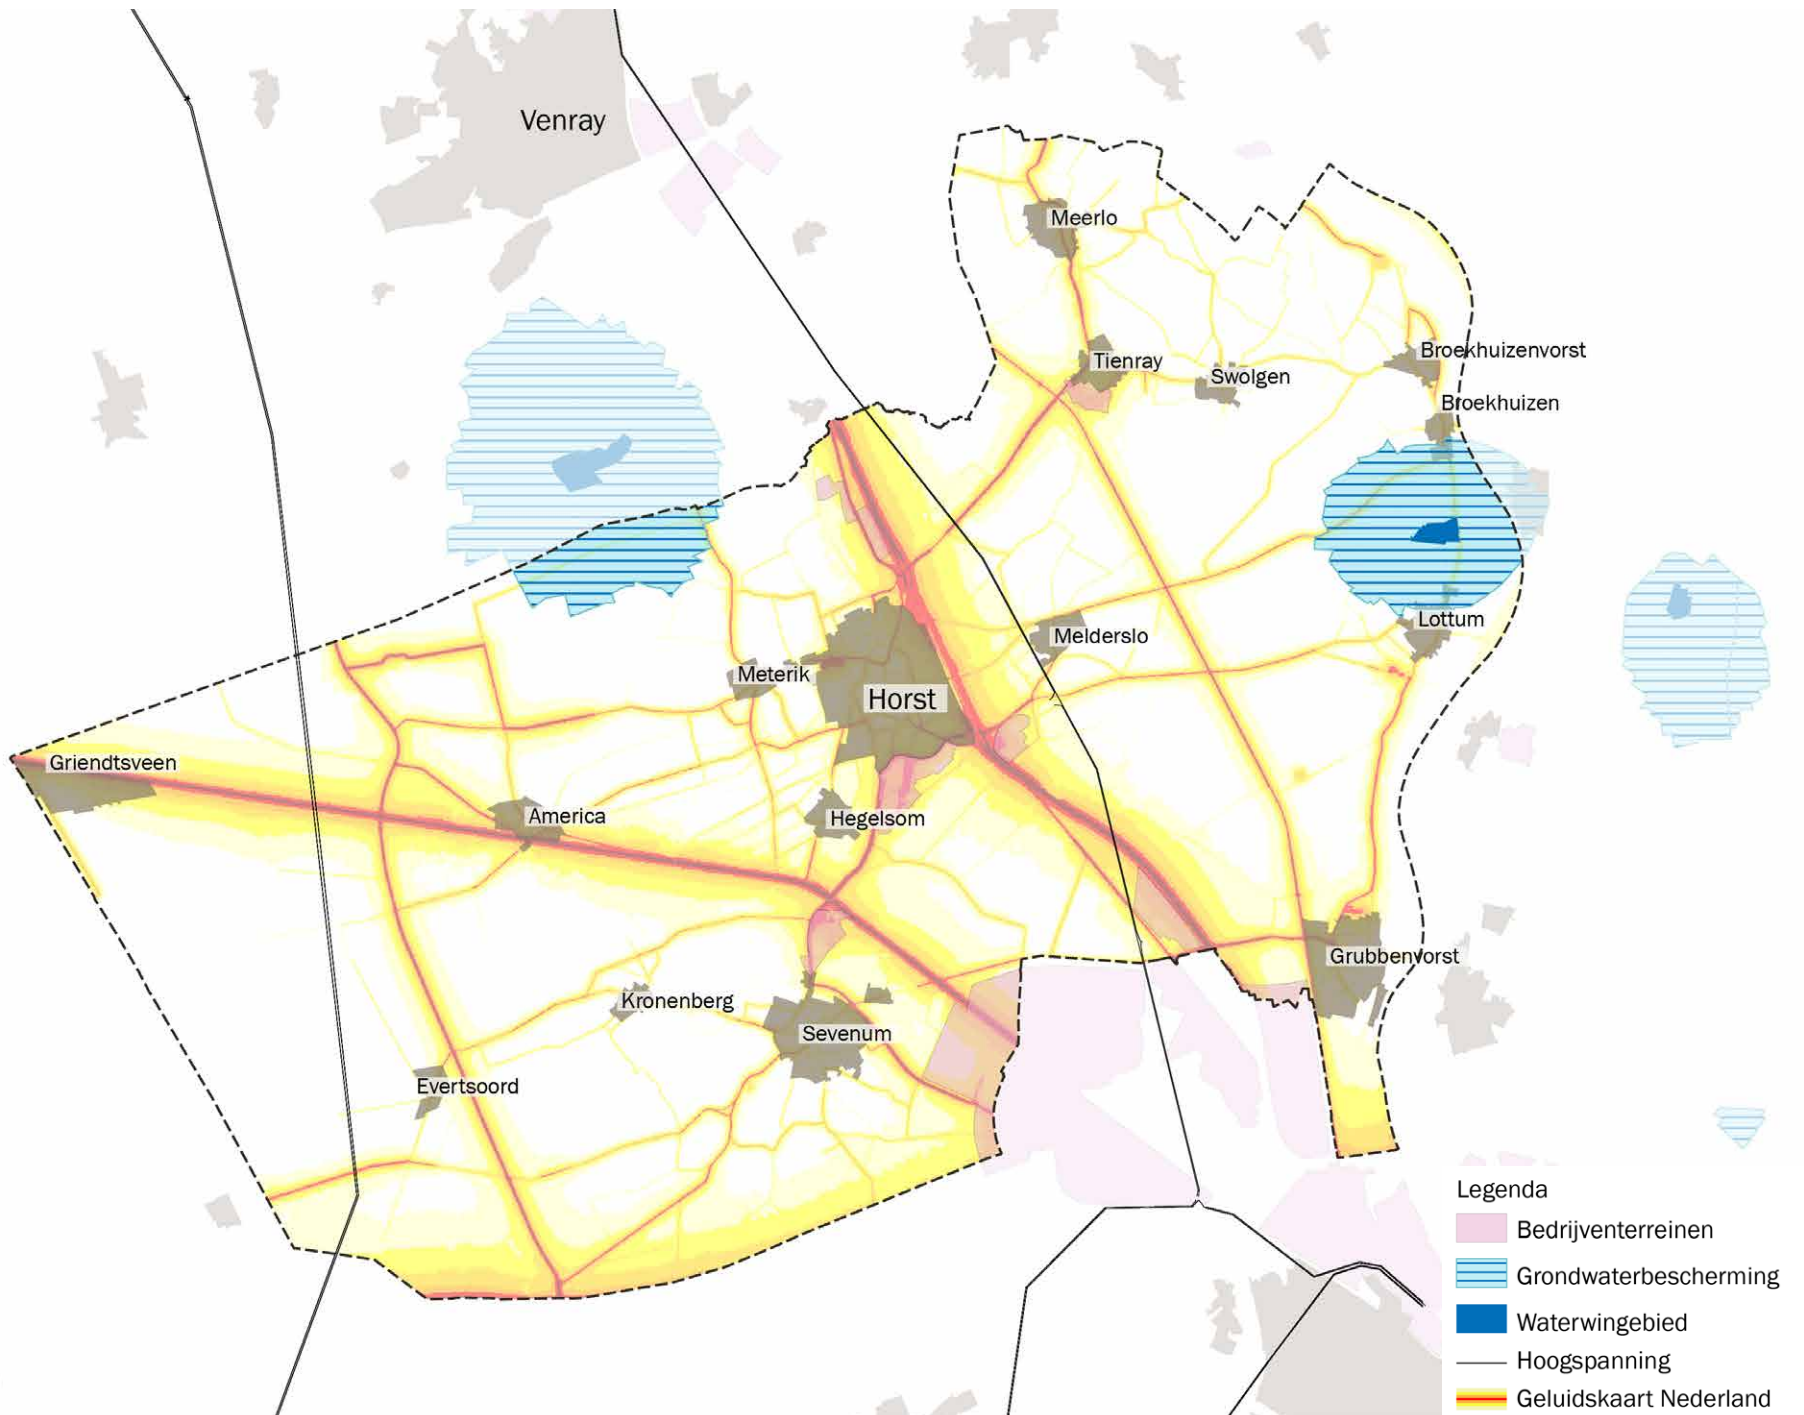 Venray
Meerlo
Tienray
Swolgen
Broekhuizenvorst
Broekhuizen
Lottum
Melderslo
Meterik
Horst
Griendtsveen
America
Hegelsom
Grubbenvorst
Kronenberg
Sevenum
Evertsoord
Legenda
Bedrijventerreinen
Grondwaterbescherming
Waterwingebied
Hoogspanning
Geluidskaart Nederland